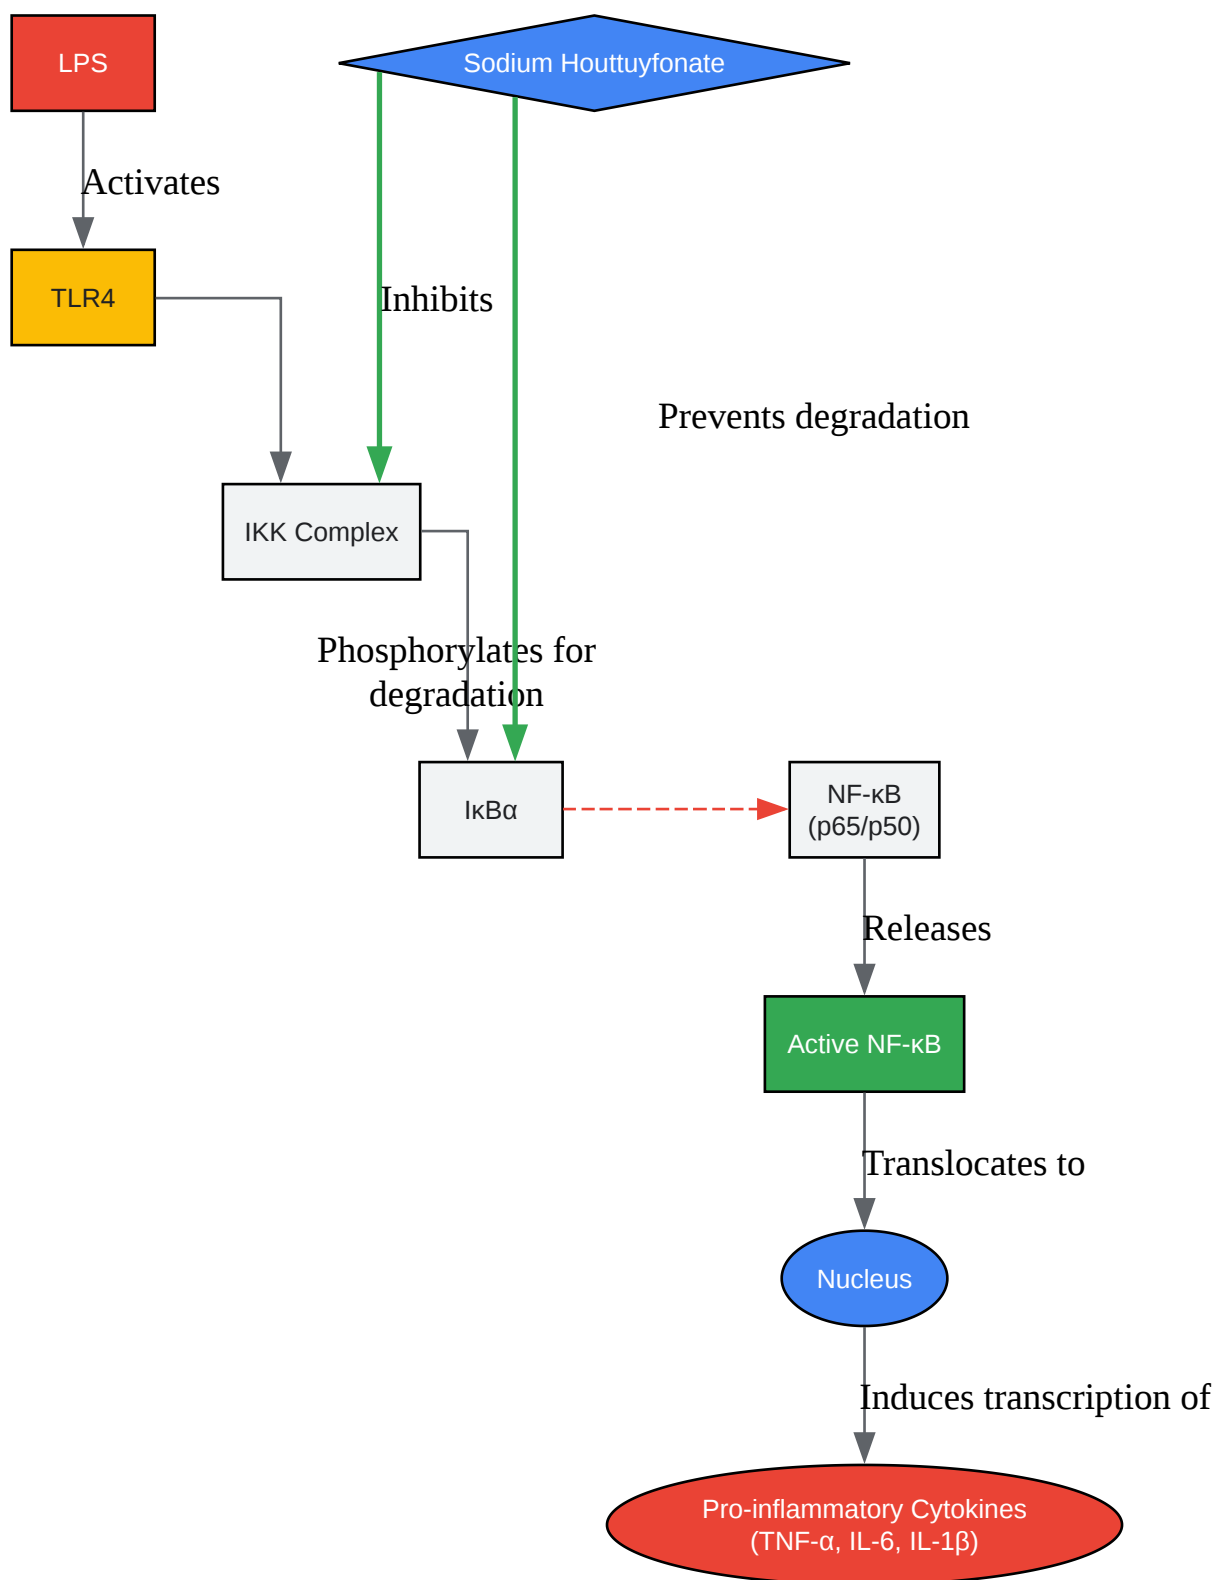 LPS
Sodium Houttuyfonate
Activates
TLR4
Inhibits
Prevents degradation
IKK Complex
Phosphorylates for
degradation
IκBα
NF-κB
(p65/p50)
Releases
Active NF-κB
Translocates to
Nucleus
Induces transcription of
Pro-inflammatory Cytokines
(TNF-α, IL-6, IL-1β)